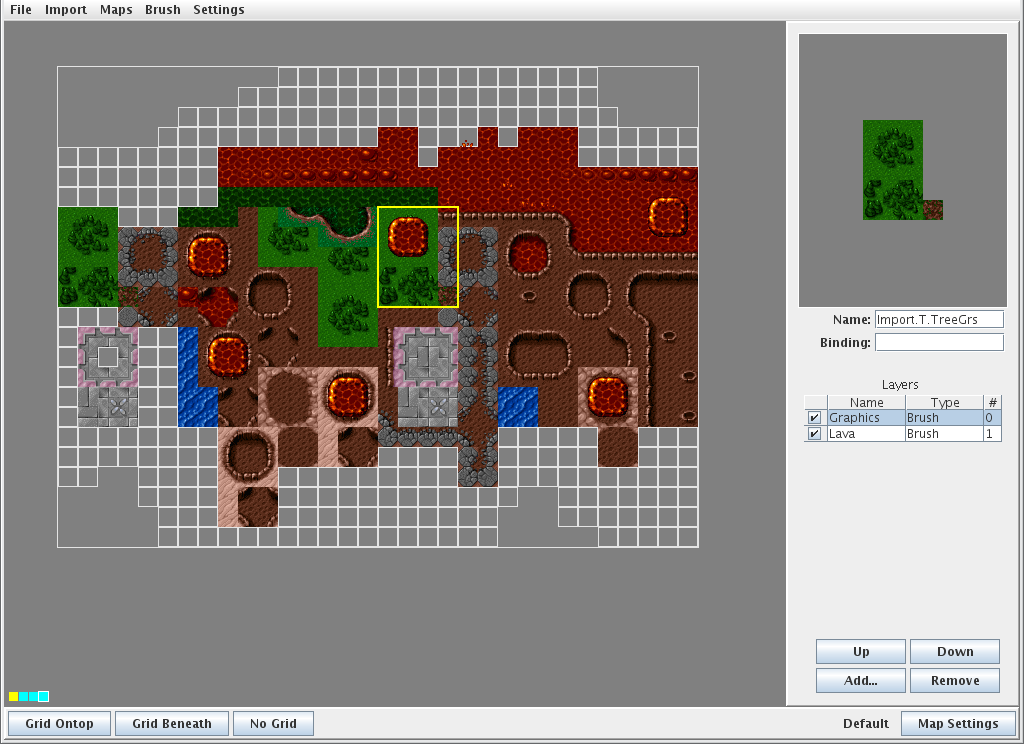 File Import Maps Brush Settings
Name: Import.T.TreeGrs
Binding:
Layers
Name Type #
Graphics Brush 0
Lava Brush 1
Up Down
Add... Remove
Grid Ontop Grid Beneath No Grid Default Map Settings